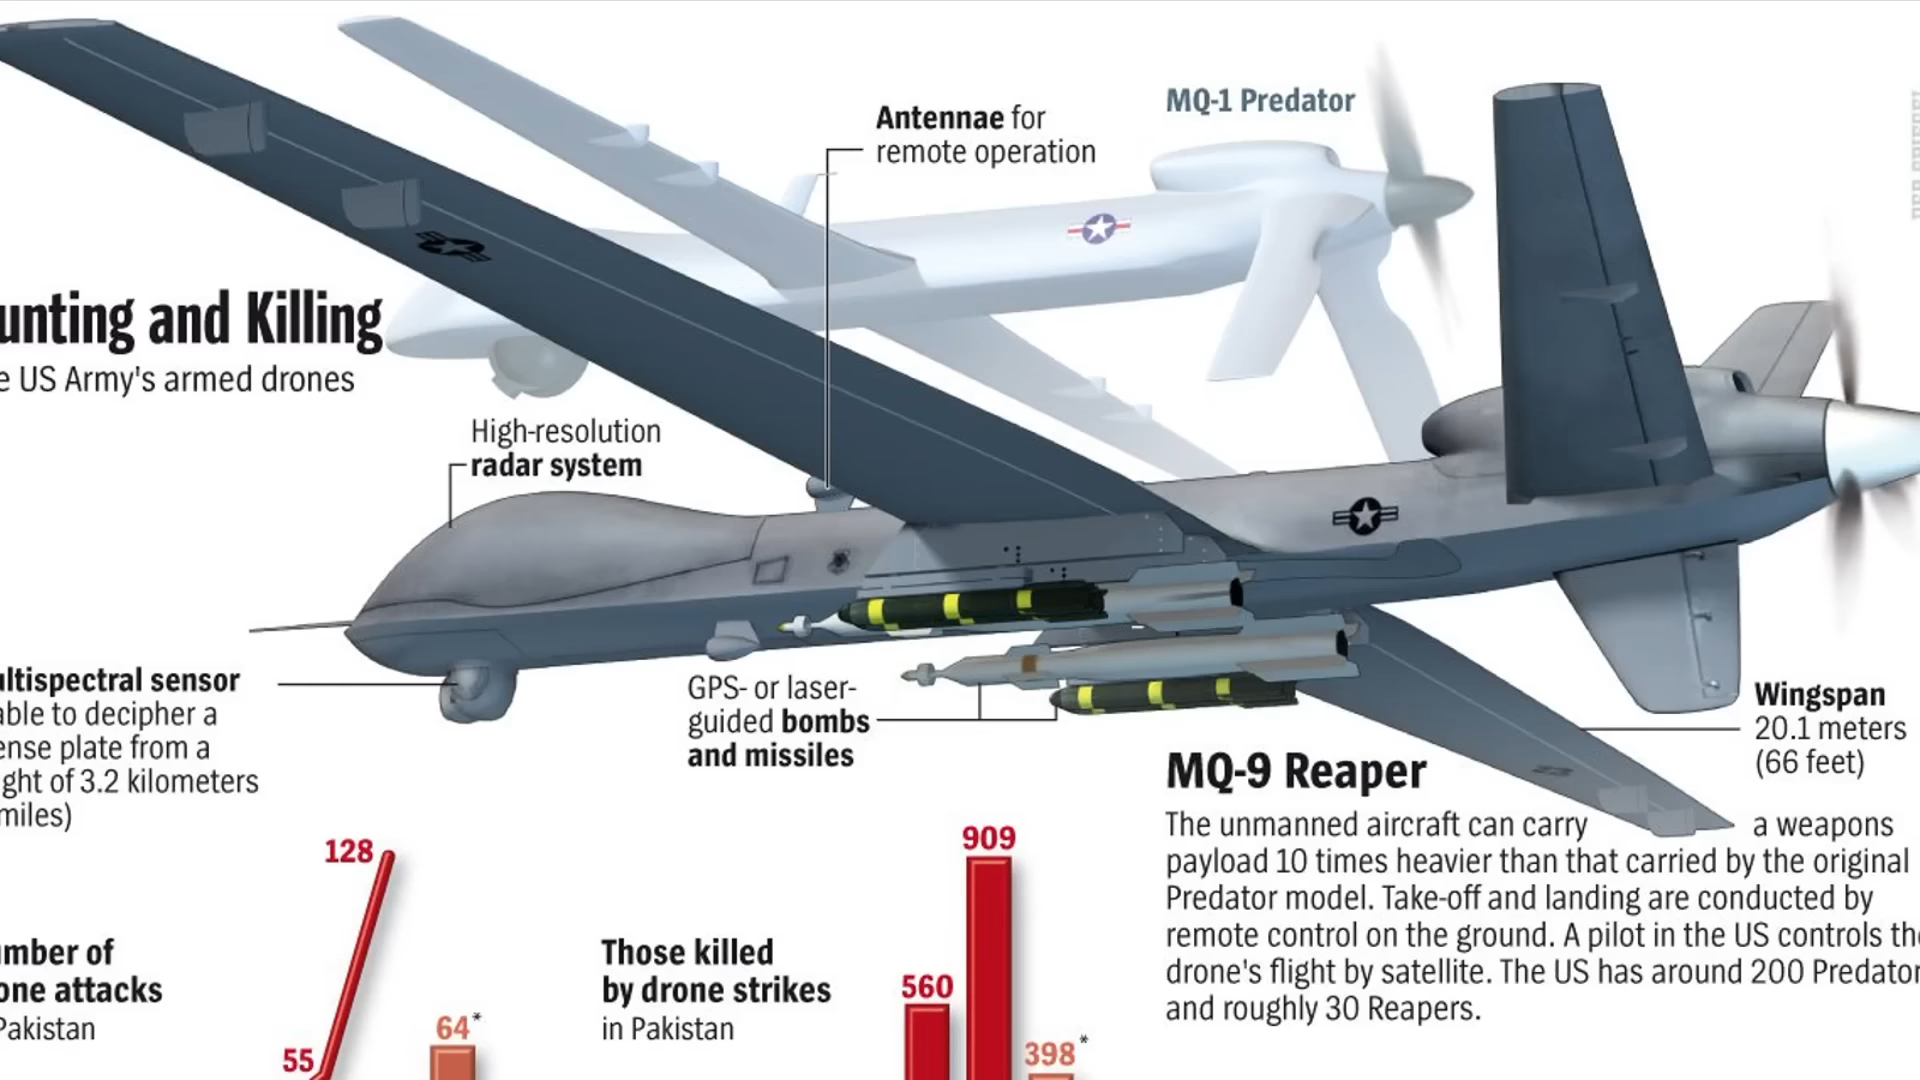 MQ-1 Predator
Antennae for
remote operation
unting and Killing
e US Army's armed drones
High-resolution
radar system
ultispectral sensor
able to decipher a
ense plate from a
ght of 3.2 kilometers
miles)
GPS- or laser-
guided bombs
and missiles
Wingspan
20.1 meters
(66 feet)
MQ-9 Reaper
The unmanned aircraft can carry a weapons
payload 10 times heavier than that carried by the original
Predator model. Take-off and landing are conducted by
remote control on the ground. A pilot in the US controls the
drone's flight by satellite. The US has around 200 Predator
and roughly 30 Reapers.
umber of
one attacks
Pakistan
128
55
64*
Those killed
by drone strikes
in Pakistan
560
909
398*